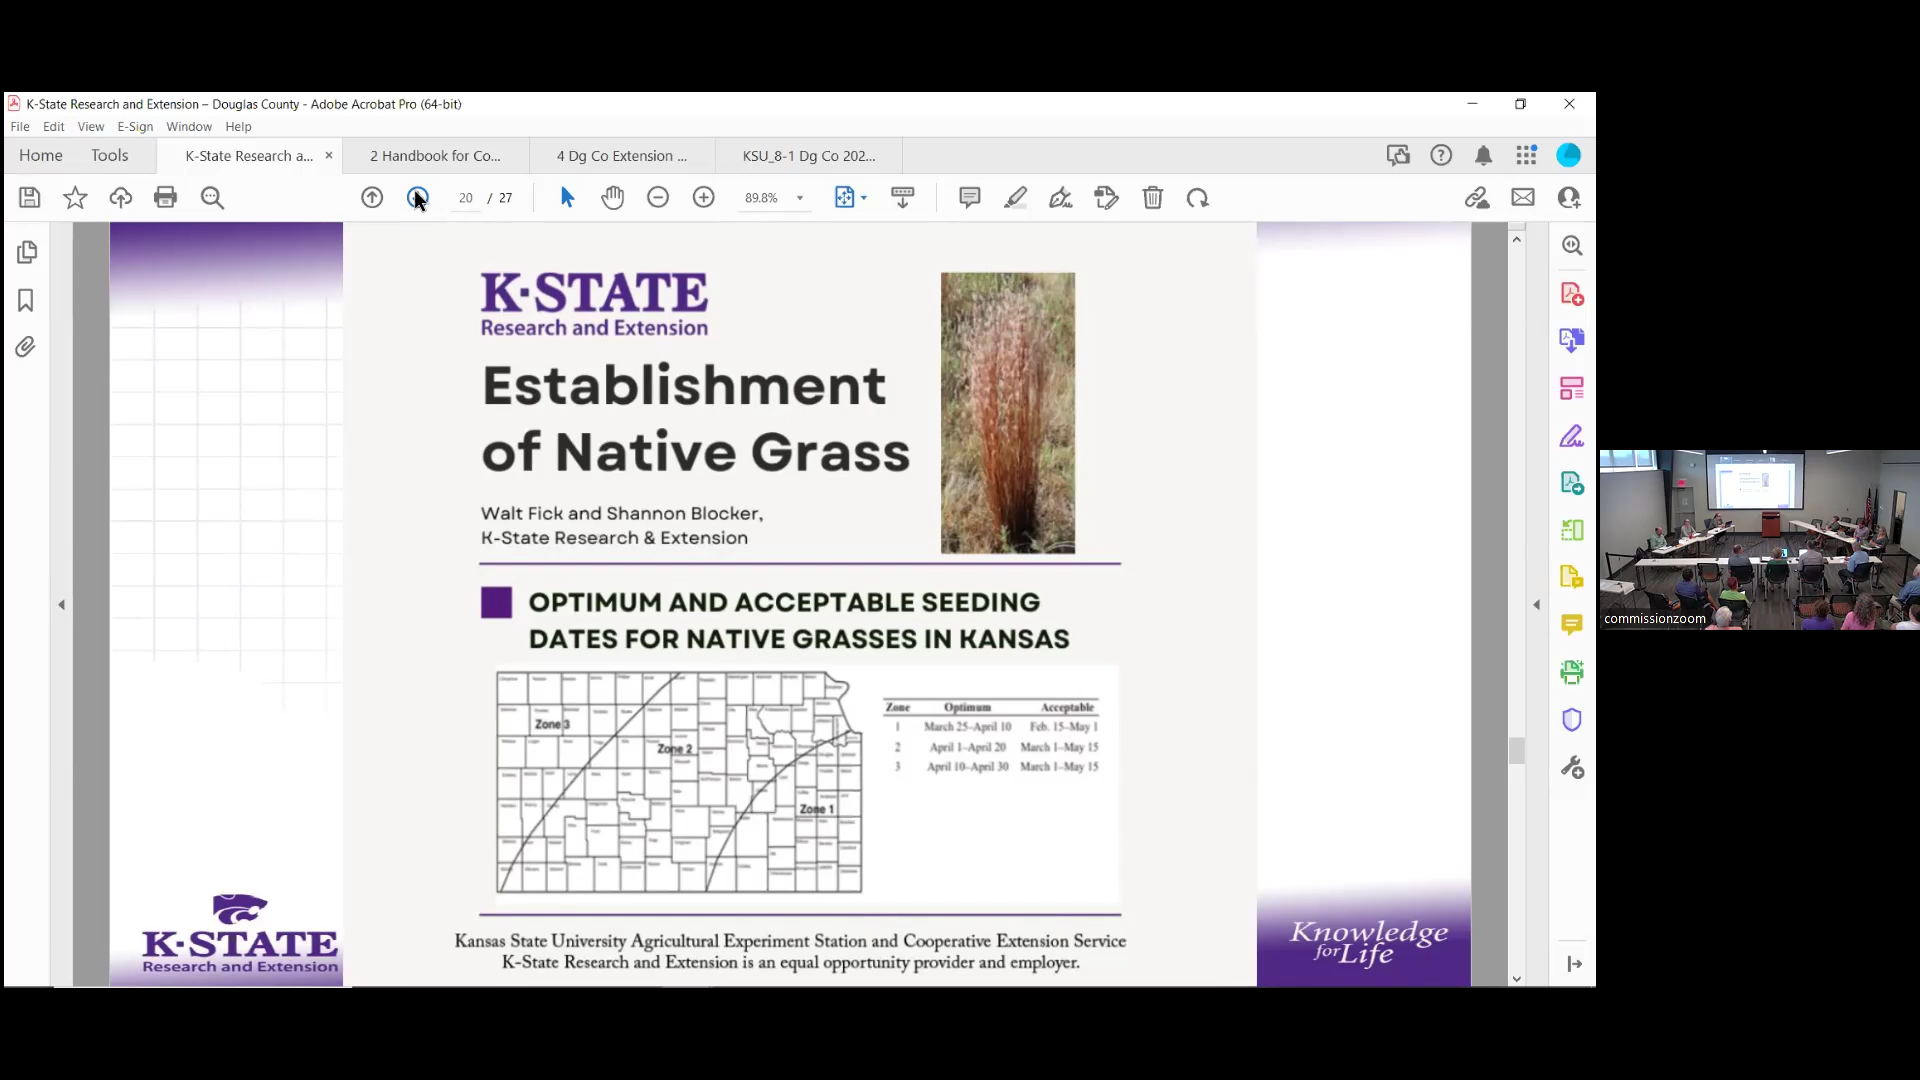 K-State Research and Extension – Douglas County - Adobe Acrobat Pro (64-bit)
File Edit View E-Sign Window Help
Home Tools K-State Research a... × 2 Handbook for Co... 4 Dg Co Extension ... KSU_8-1 Dg Co 202...
20 / 27 89.8%
K·STATE
Research and Extension
Establishment
of Native Grass
Walt Fick and Shannon Blocker,
K-State Research & Extension
OPTIMUM AND ACCEPTABLE SEEDING
DATES FOR NATIVE GRASSES IN KANSAS
Zone 3
Zone 2
Zone 1
Zone Optimum Acceptable
1 March 25–April 10 Feb. 15–May 1
2 April 1–April 20 March 1–May 15
3 April 10–April 30 March 1–May 15
Kansas State University Agricultural Experiment Station and Cooperative Extension Service
K-State Research and Extension is an equal opportunity provider and employer.
K·STATE
Research and Extension
Knowledge
for Life
commissionzoom